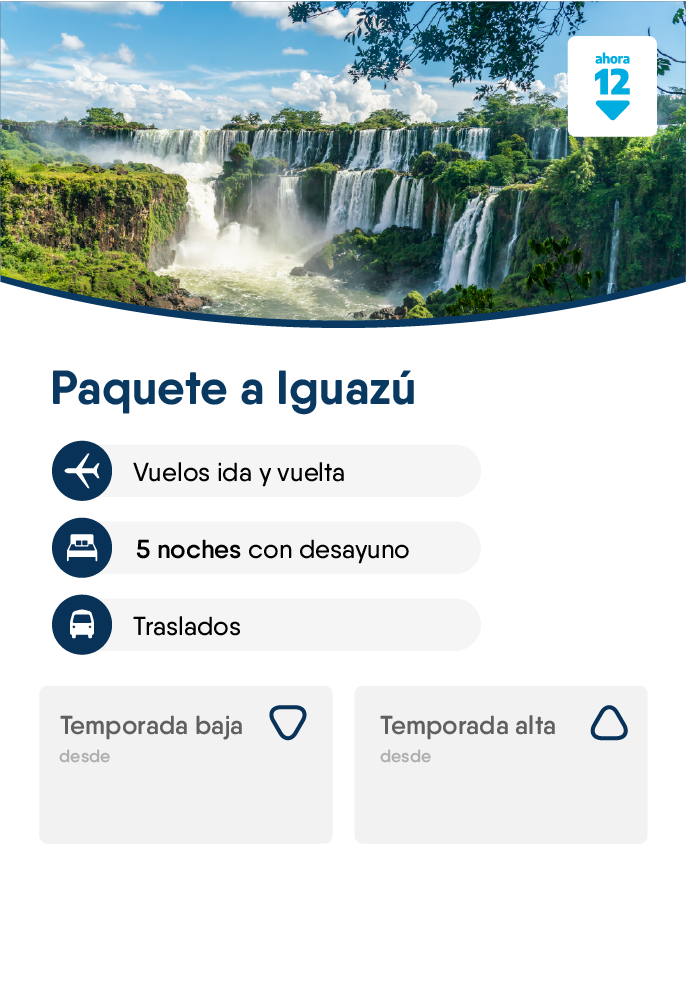 ahora
12
Paquete a Iguazú
Vuelos ida y vuelta
5 noches con desayuno
Traslados
Temporada baja
desde
Temporada alta
desde